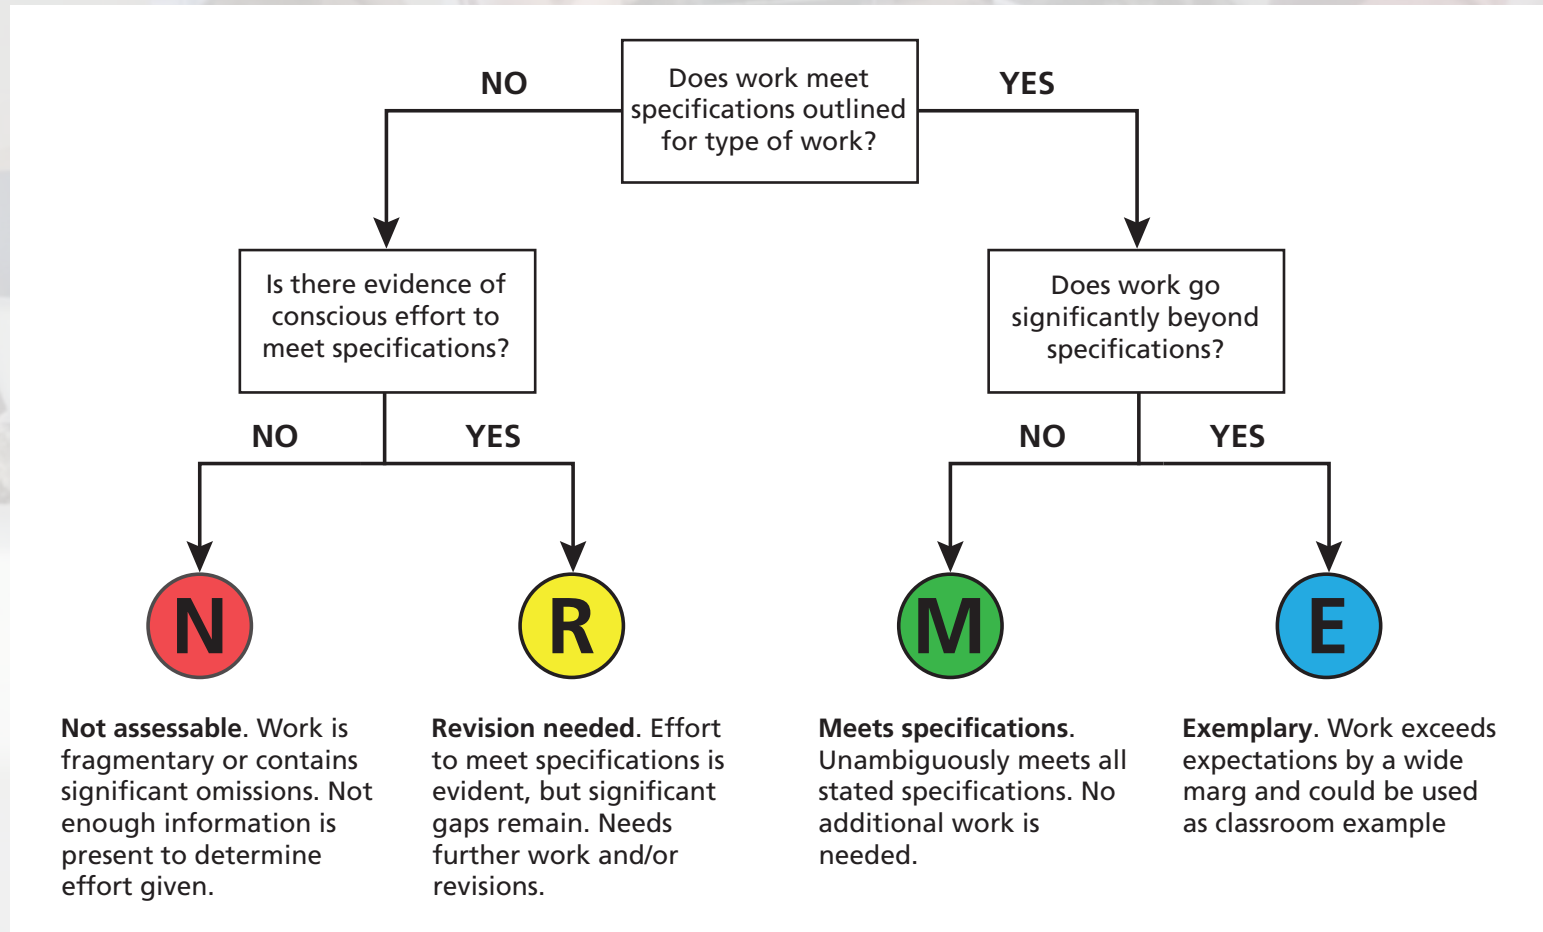 Does work meet
specifications outlined
for type of work?
NO
YES
Is there evidence of
conscious effort to
meet specifications?
Does work go
significantly beyond
specifications?
NO
YES
NO
YES
N
R
M
E
Not assessable. Work is
fragmentary or contains
significant omissions. Not
enough information is
present to determine
effort given.
Revision needed. Effort
to meet specifications is
evident, but significant
gaps remain. Needs
further work and/or
revisions.
Meets specifications.
Unambiguously meets all
stated specifications. No
additional work is
needed.
Exemplary. Work exceeds
expectations by a wide
marg and could be used
as classroom example